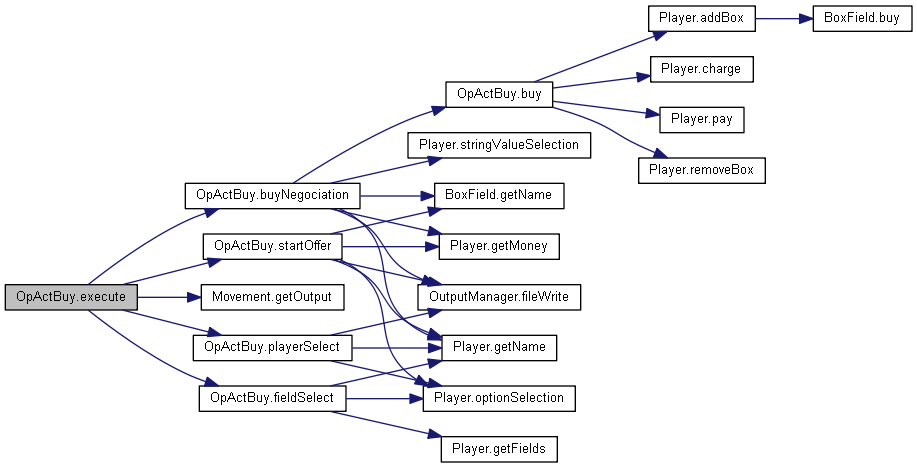 Player.addBox
BoxField.buy
Player.charge
OpActBuy.buy
Player.pay
Player.stringValueSelection
Player.removeBox
OpActBuy.buyNegociation
BoxField.getName
OpActBuy.startOffer
Player.getMoney
OpActBuy.execute
Movement.getOutput
OutputManager.fileWrite
OpActBuy.playerSelect
Player.getName
OpActBuy.fieldSelect
Player.optionSelection
Player.getFields